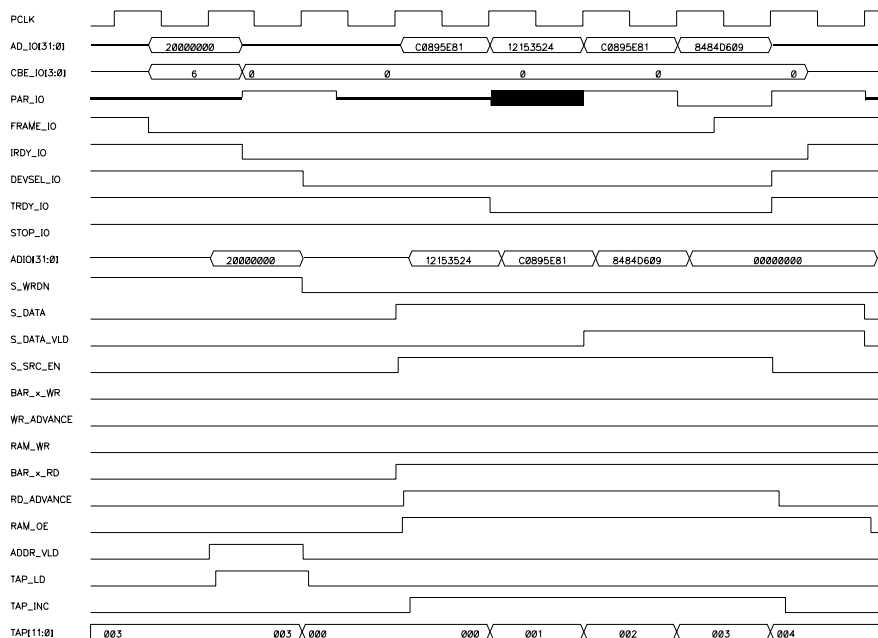 PCLK
AD_IO[31:0] 20000000 C0895E81 12153524 C0895E81 8484D609
CBE_IO[3:0] 6 0 0 0 0 0
PAR_IO
FRAME_IO
IRDY_IO
DEVSEL_IO
TRDY_IO
STOP_IO
ADIO[31:0] 20000000 12153524 C0895E81 8484D609 00000000
S_WRDN
S_DATA
S_DATA_VLD
S_SRC_EN
BAR_x_WR
WR_ADVANCE
RAM_WR
BAR_x_RD
RD_ADVANCE
RAM_OE
ADDR_VLD
TAP_LD
TAP_INC
TAP[11:0] 003 003 000 000 001 002 003 004